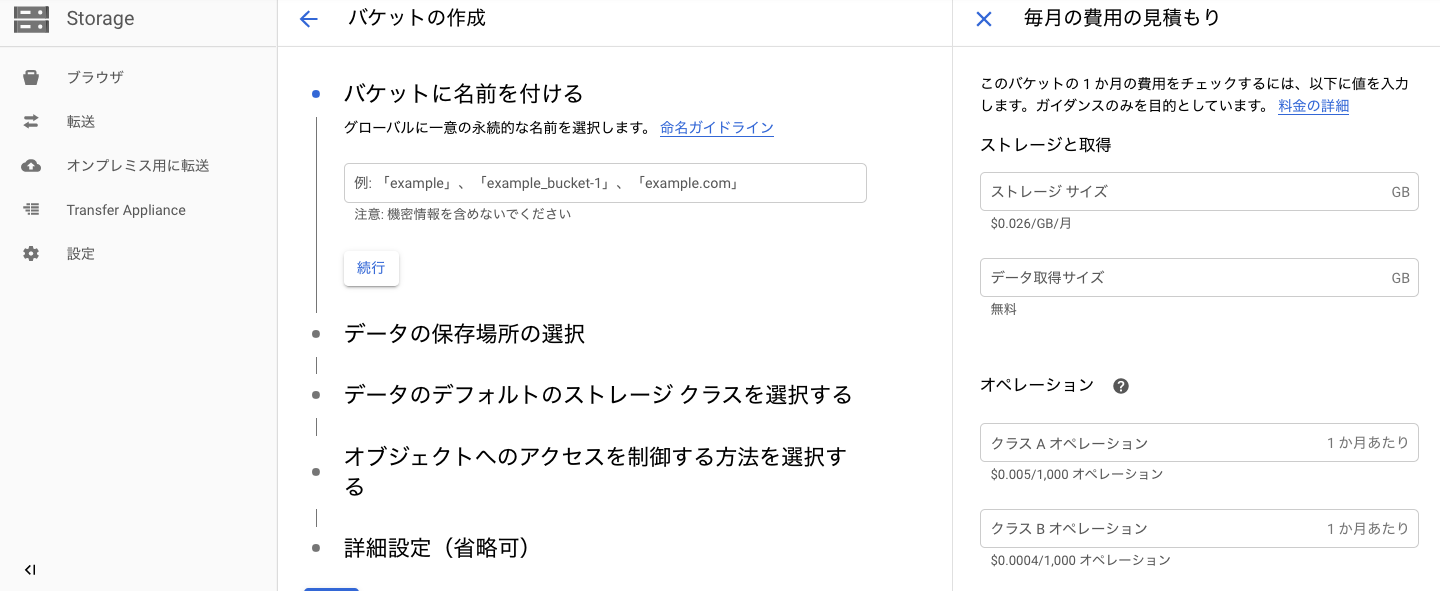 Storage
ブラウザ
転送
オンプレミス用に転送
Transfer Appliance
設定
バケットの作成
バケットに名前を付ける
グローバルに一意の永続的な名前を選択します。 命名ガイドライン
例: 「example」、「example_bucket-1」、「example.com」
注意: 機密情報を含めないでください
続行
データの保存場所の選択
データのデフォルトのストレージ クラスを選択する
オブジェクトへのアクセスを制御する方法を選択す
る
詳細設定（省略可）
毎月の費用の見積もり
このバケットの 1 か月の費用をチェックするには、以下に値を入力
します。ガイダンスのみを目的としています。 料金の詳細
ストレージと取得
ストレージ サイズ GB
$0.026/GB/月
データ取得サイズ GB
無料
オペレーション
クラス A オペレーション 1 か月あたり
$0.005/1,000 オペレーション
クラス B オペレーション 1 か月あたり
$0.0004/1,000 オペレーション